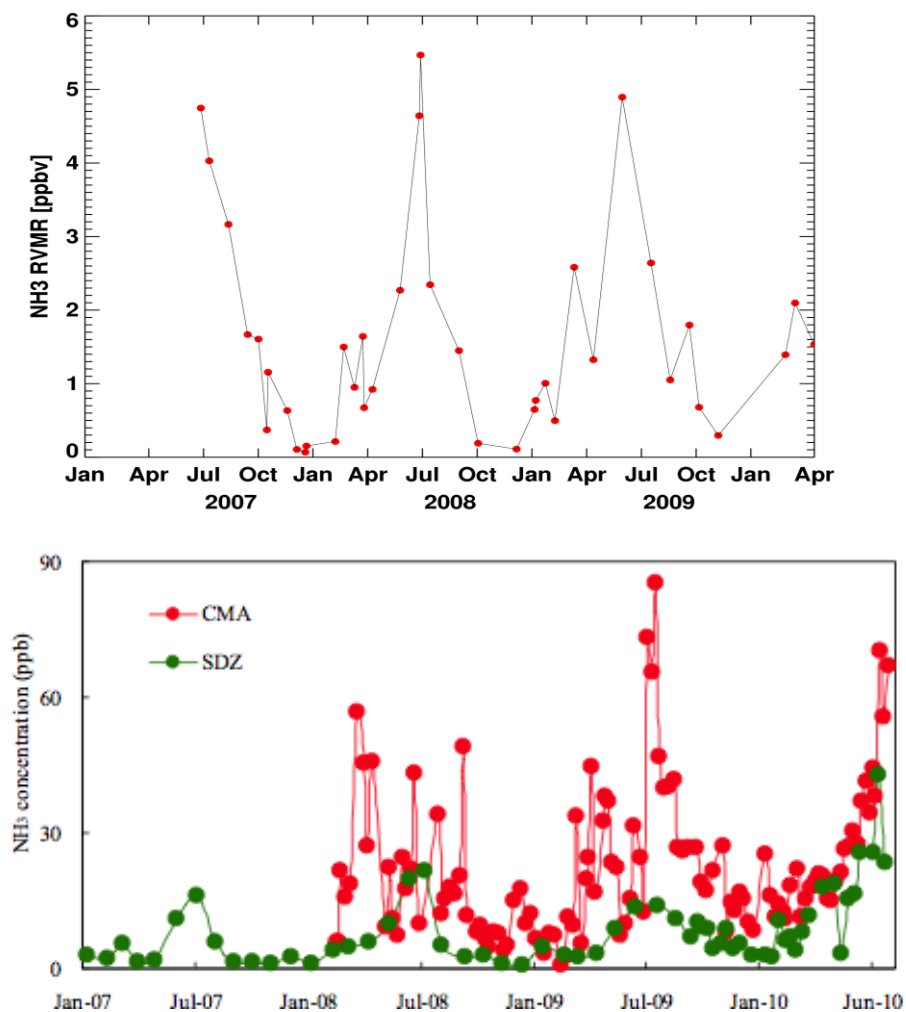 6
5
4
3
2
1
0
NH3 RVMR [ppbv]
Jan Apr Jul Oct Jan Apr Jul Oct Jan Apr Jul Oct Jan Apr
2007 2008 2009
90
60
30
0
NH3 concentration (ppb)
CMA
SDZ
Jan-07 Jul-07 Jan-08 Jul-08 Jan-09 Jul-09 Jan-10 Jun-10